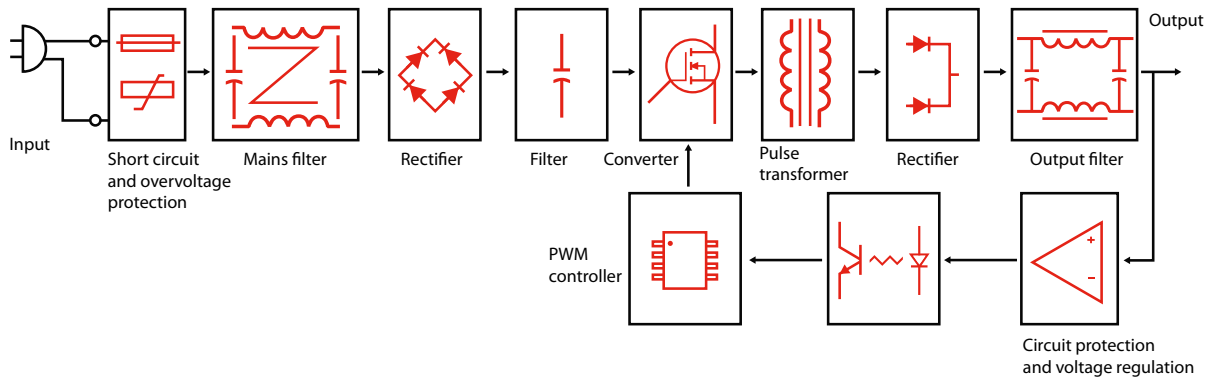 Output
Input
Short circuit
and overvoltage
protection
Mains filter
Rectifier
Filter
Converter
Pulse
transformer
Rectifier
Output filter
PWM
controller
+
−
Circuit protection
and voltage regulation